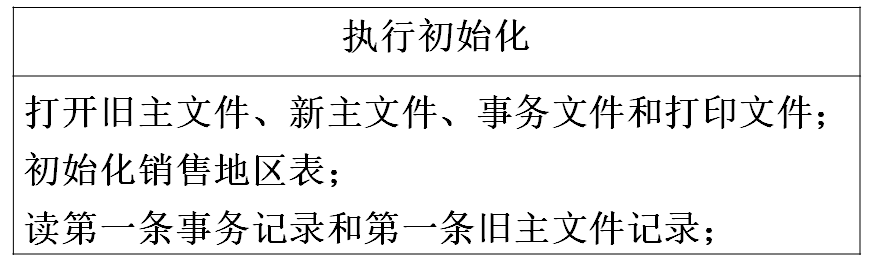 执行初始化
打开旧主文件、新主文件、事务文件和打印文件；
初始化销售地区表；
读第一条事务记录和第一条旧主文件记录；